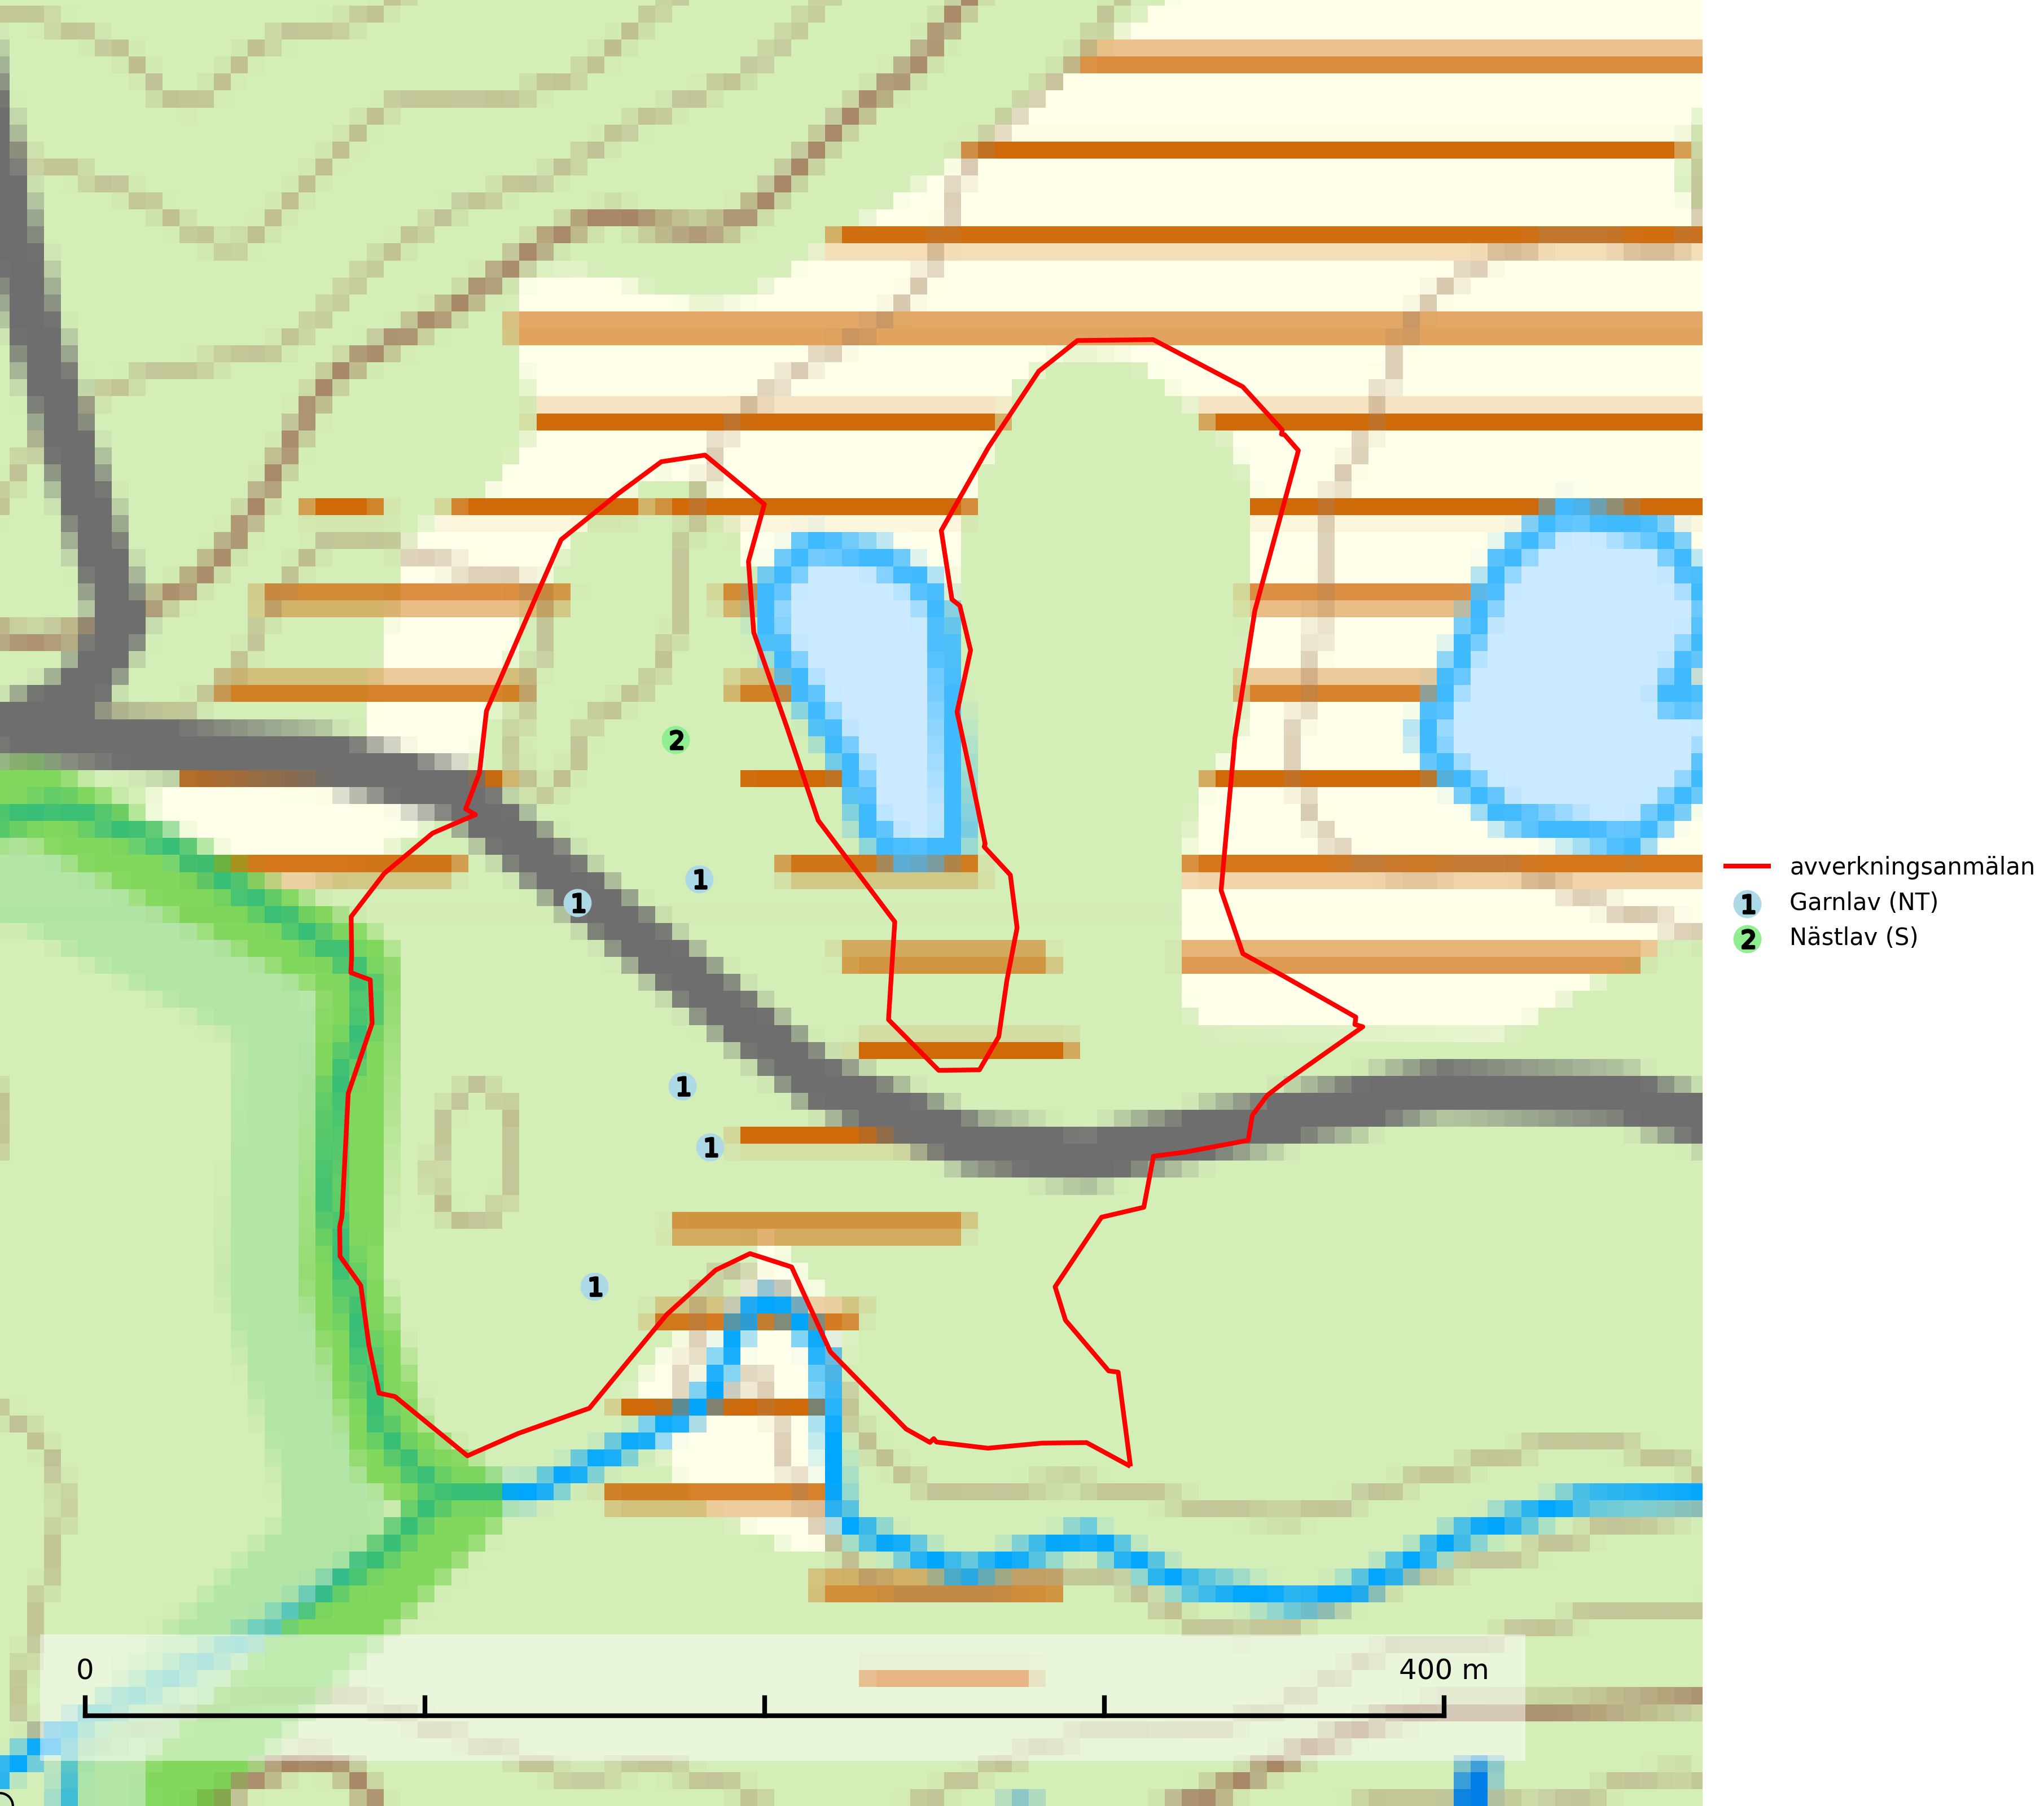 2
1
1
1
1
1
avverkningsanmälan
1 Garnlav (NT)
2 Nästlav (S)
0 400 m